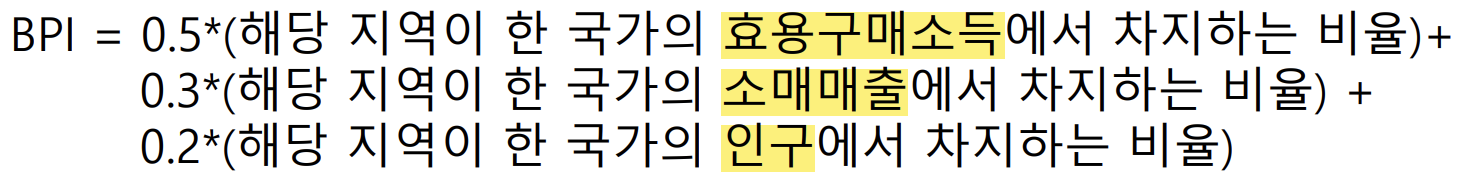 BPI = 0.5*(해당 지역이 한 국가의 효용구매소득에서 차지하는 비율)+
0.3*(해당 지역이 한 국가의 소매매출에서 차지하는 비율) +
0.2*(해당 지역이 한 국가의 인구에서 차지하는 비율)